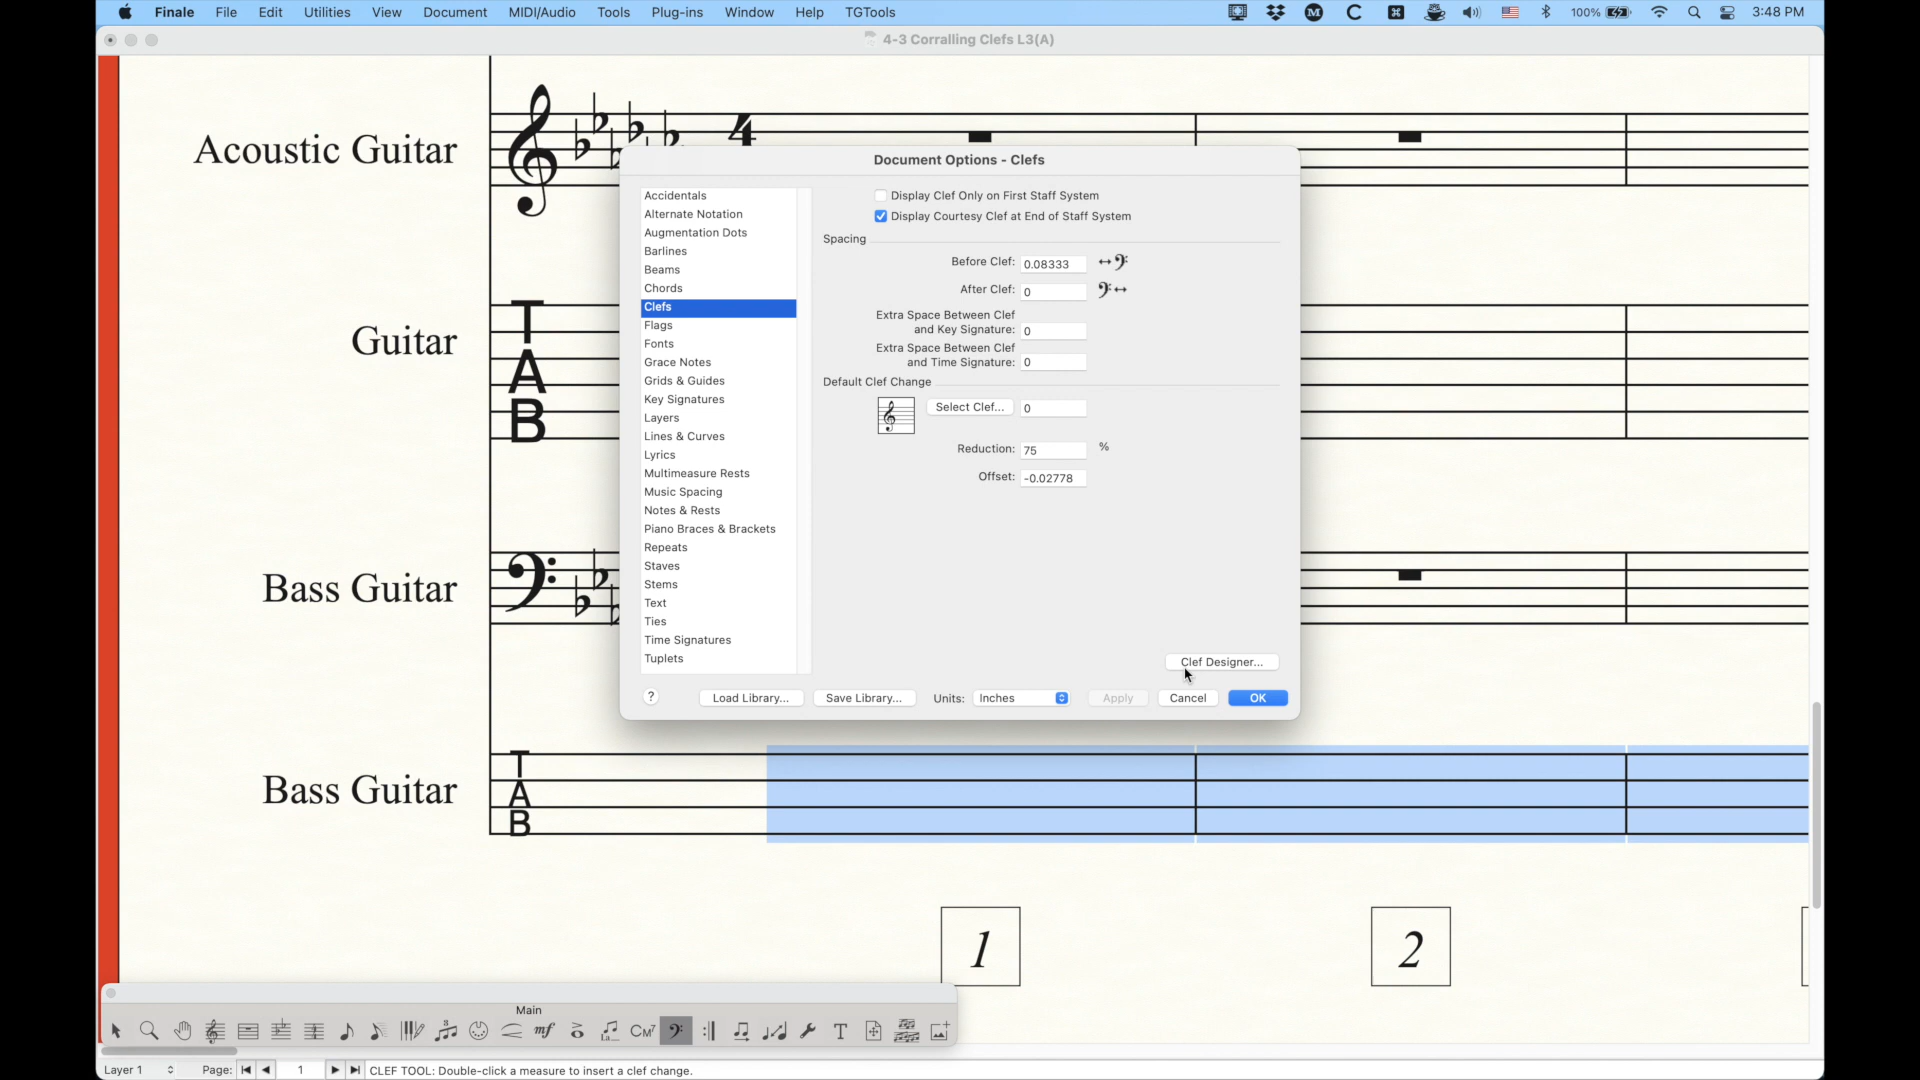 Finale File Edit Utilities View Document MIDI/Audio Tools Plug-ins Window Help TGTools 100% 3:48 PM
4-3 Corralling Clefs L3(A)
Acoustic Guitar
4
Document Options - Clefs
Accidentals
Alternate Notation
Augmentation Dots
Barlines
Beams
Chords
Clefs
Flags
Fonts
Grace Notes
Grids & Guides
Key Signatures
Layers
Lines & Curves
Lyrics
Multimeasure Rests
Music Spacing
Notes & Rests
Piano Braces & Brackets
Repeats
Staves
Stems
Text
Ties
Time Signatures
Tuplets
Display Clef Only on First Staff System
Display Courtesy Clef at End of Staff System
Spacing
Before Clef: 0.08333
After Clef: 0
Extra Space Between Clef
and Key Signature: 0
Extra Space Between Clef
and Time Signature: 0
Default Clef Change
Select Clef... 0
Reduction: 75 %
Offset: -0.02778
Clef Designer...
? Load Library... Save Library... Units: Inches Apply Cancel OK
Guitar
T
A
B
Bass Guitar
Bass Guitar
T
A
B
1 2
Main
mf CM7 T
Layer 1 Page: 1 CLEF TOOL: Double-click a measure to insert a clef change.